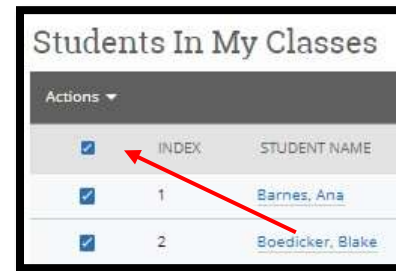 Students In My Classes
Actions
INDEX STUDENT NAME
1 Barnes, Ana
2 Boedicker, Blake